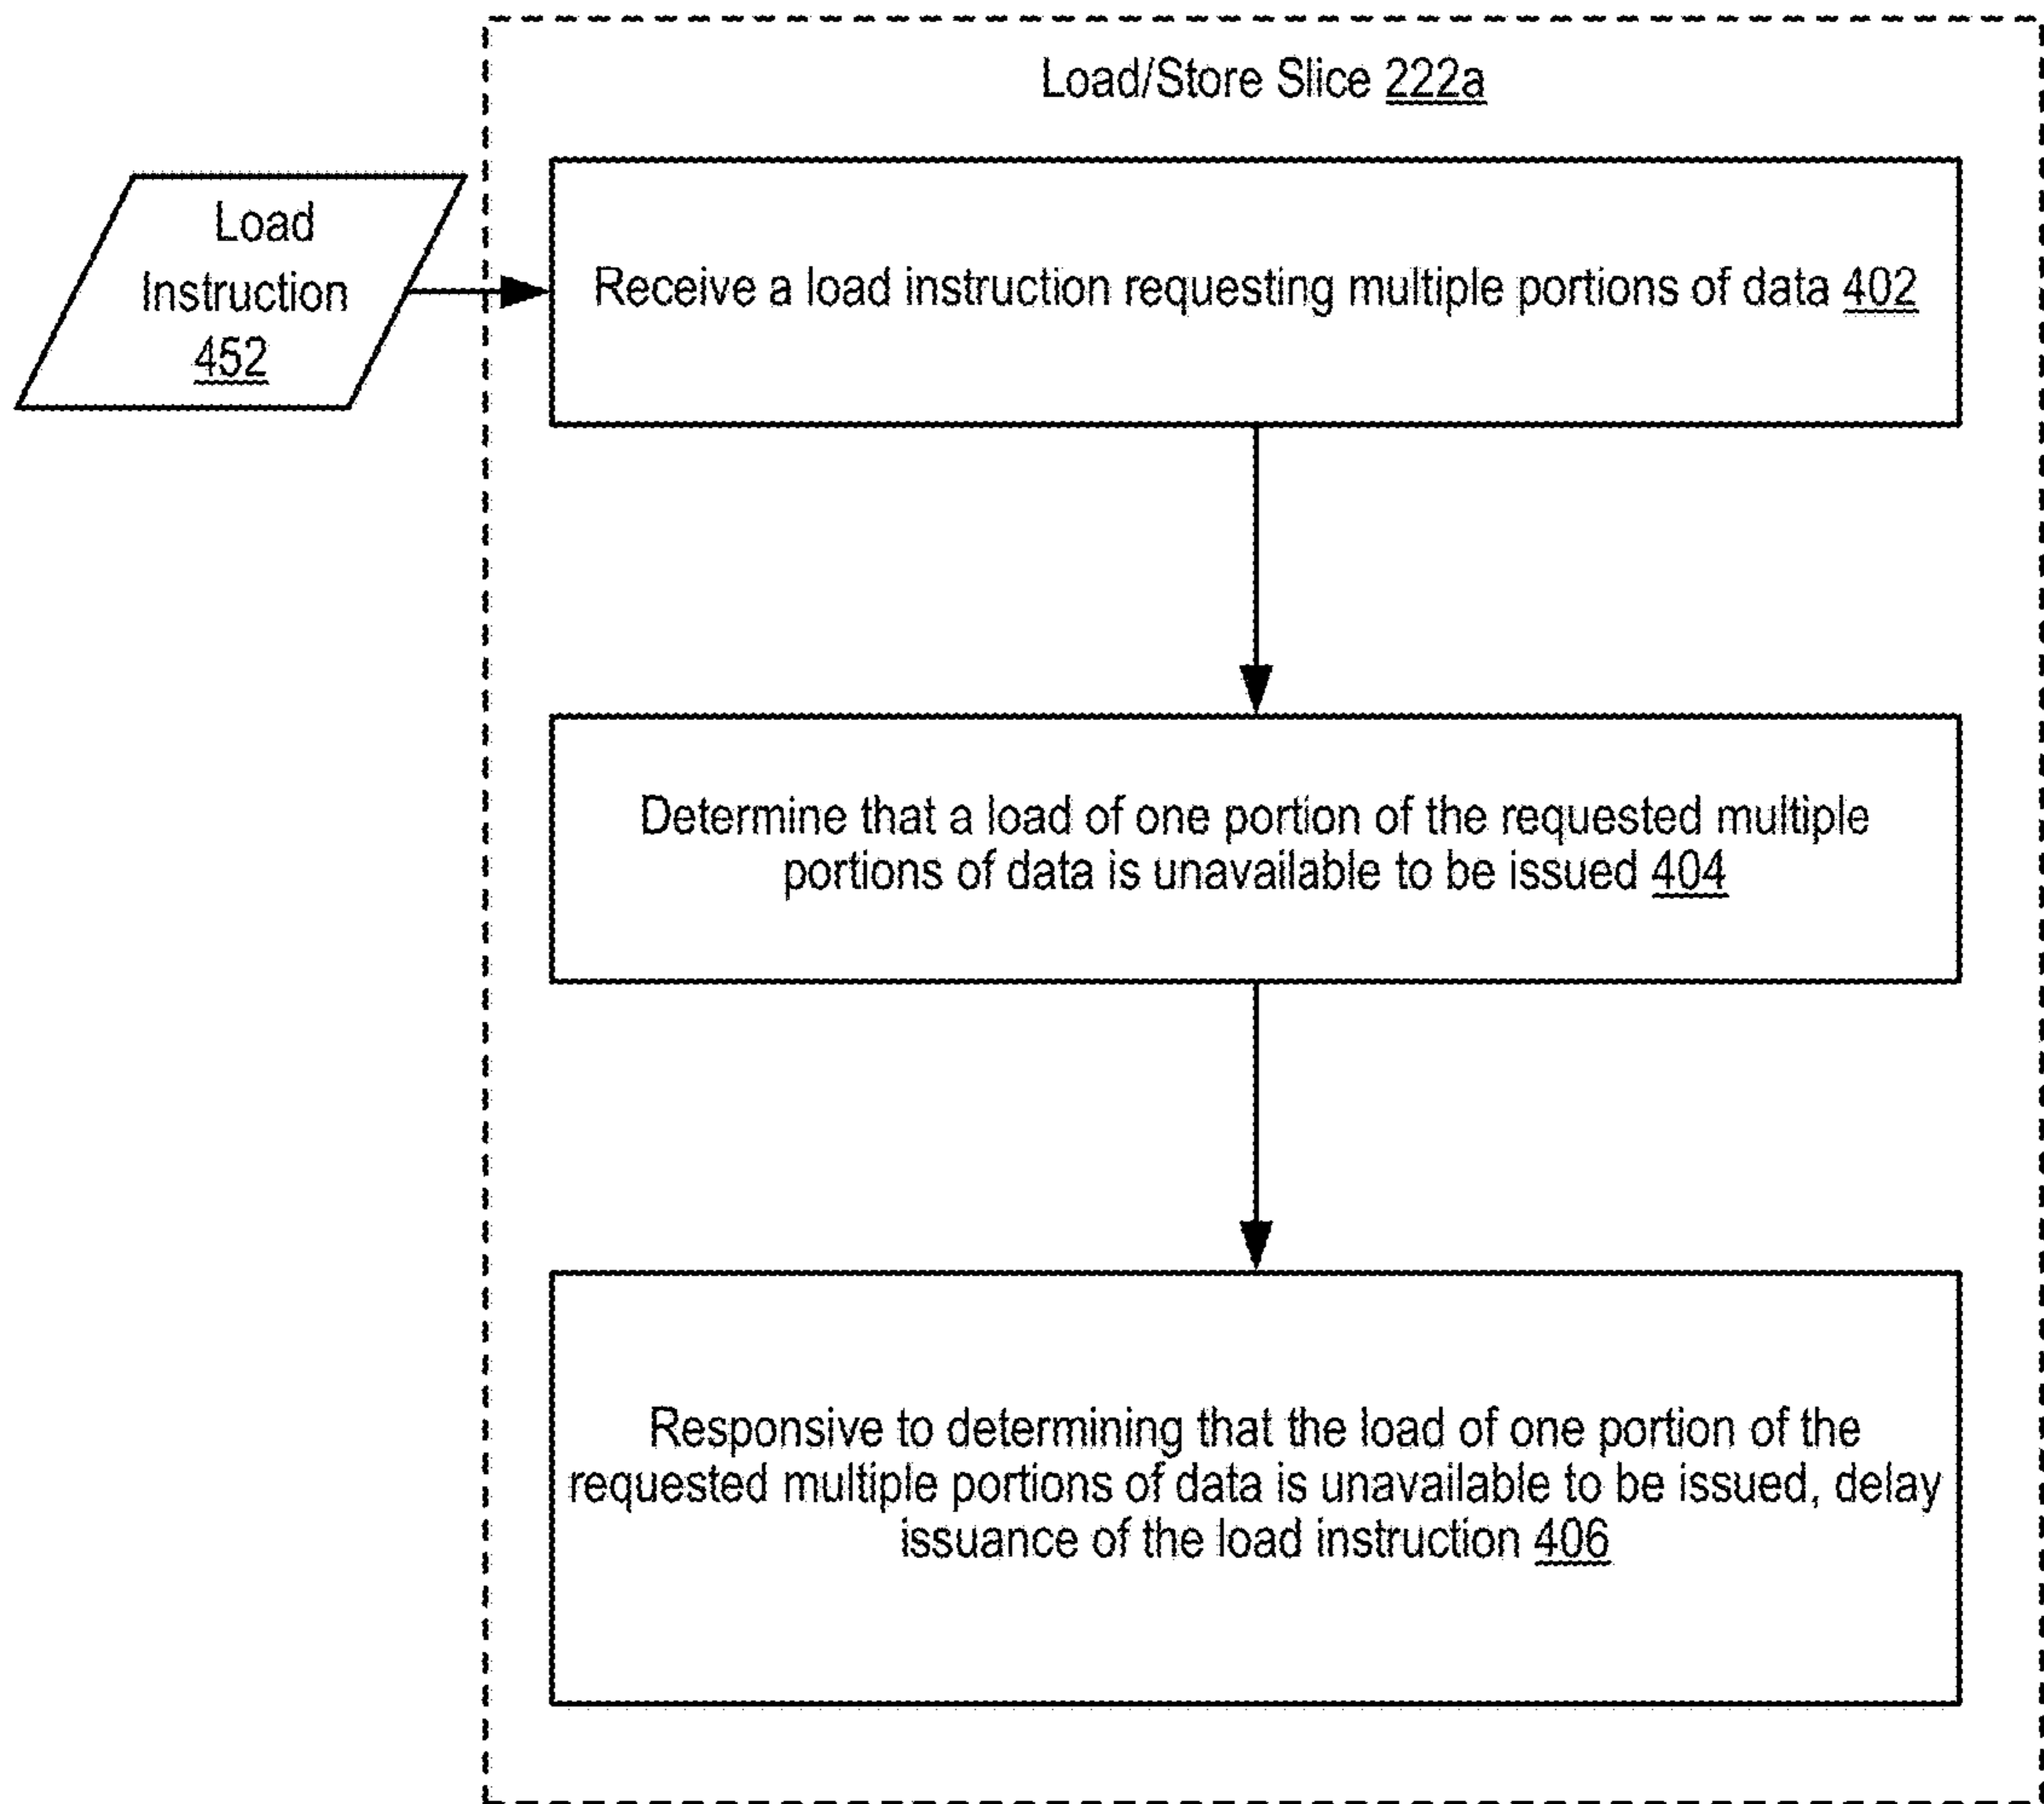 Load/Store Slice 222a
Load
Instruction
452
Receive a load instruction requesting multiple portions of data 402
Determine that a load of one portion of the requested multiple
portions of data is unavailable to be issued 404
Responsive to determining that the load of one portion of the
requested multiple portions of data is unavailable to be issued, delay
issuance of the load instruction 406